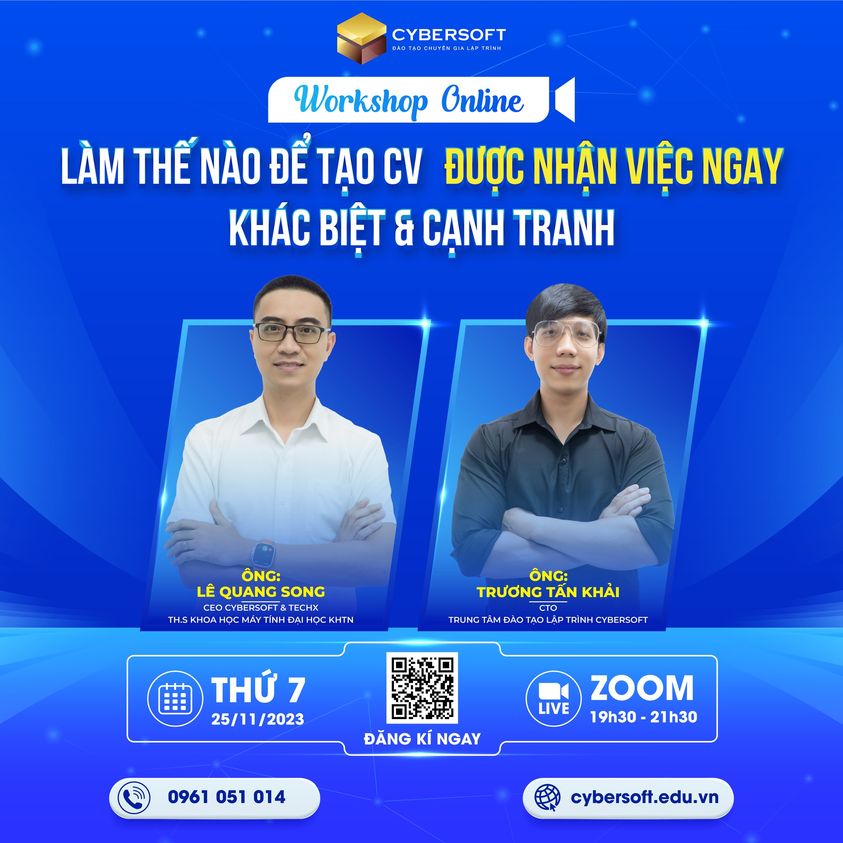 CYBERSOFT
ĐÀO TẠO CHUYÊN GIA LẬP TRÌNH
Workshop Online
LÀM THẾ NÀO ĐỂ TẠO CV ĐƯỢC NHẬN VIỆC NGAY
KHÁC BIỆT & CẠNH TRANH
ÔNG:
LÊ QUANG SONG
CEO CYBERSOFT & TECHX
TH.S KHOA HỌC MÁY TÍNH ĐẠI HỌC KHTN
ÔNG:
TRƯƠNG TẤN KHẢI
CTO
TRUNG TÂM ĐÀO TẠO LẬP TRÌNH CYBERSOFT
THỨ 7
25/11/2023
ĐĂNG KÍ NGAY
LIVE
ZOOM
19h30 - 21h30
0961 051 014
cybersoft.edu.vn